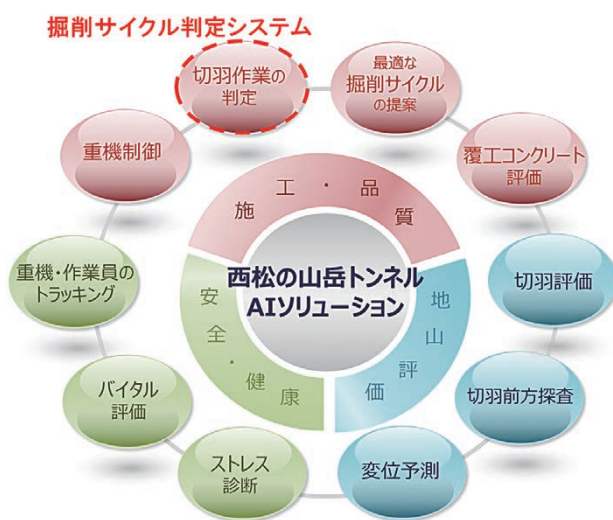 掘削サイクル判定システム
切羽作業の
判定
最適な
掘削サイクル
の提案
重機制御
覆工コンクリート
評価
施工・品質
重機・作業員の
トラッキング
西松の山岳トンネル
AIソリューション
切羽評価
安全・健康
地山評価
バイタル
評価
切羽前方探査
ストレス
診断
変位予測